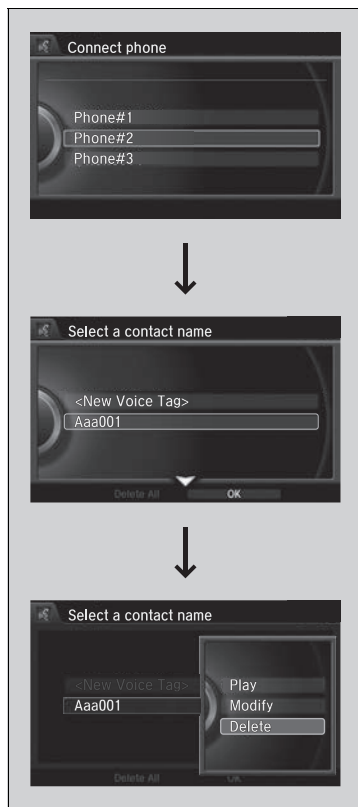 Connect phone
Phone#1
Phone#2
Phone#3
Select a contact name
<New Voice Tag>
Aaa001
Delete All OK
Select a contact name
<New Voice Tag>
Aaa001
Play
Modify
Delete
Delete All OK